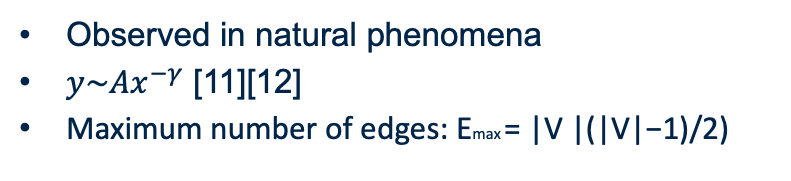 • Observed in natural phenomena
• y~Ax⁻ᵞ [11][12]
• Maximum number of edges: Eₘₐₓ= |V |(|V|−1)/2)